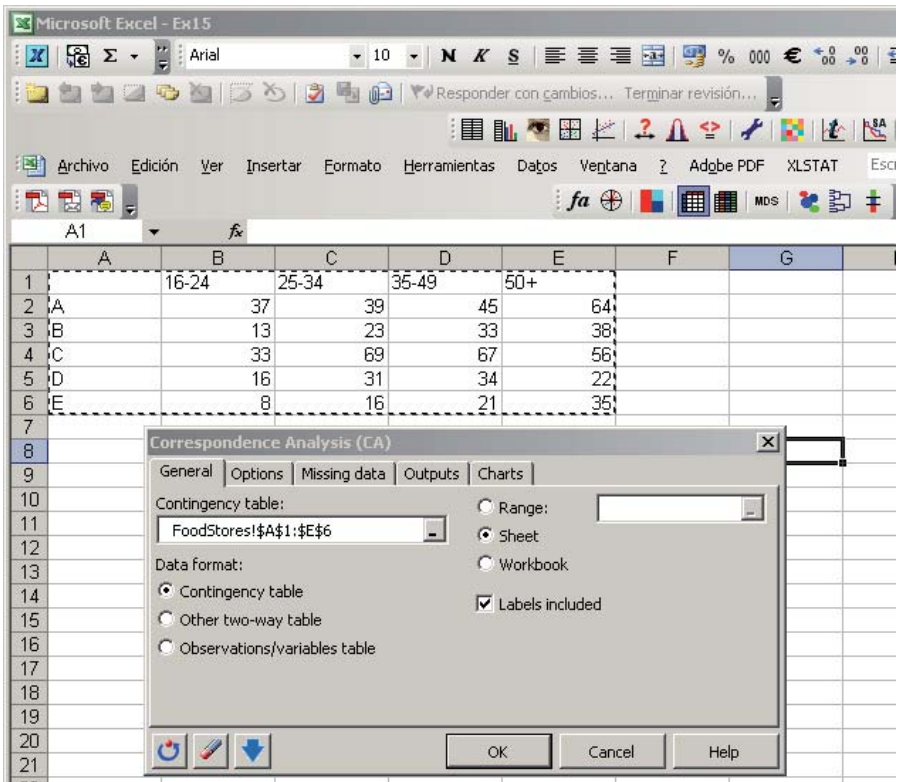 Microsoft Excel - Ex15
Σ Arial 10 N K S % 000 €
Responder con cambios... Terminar revisión...
Archivo Edición Ver Insertar Formato Herramientas Datos Ventana ? Adobe PDF XLSTAT
fa MDS
A1 fx
A B C D E F G
1 16-24 25-34 35-49 50+
2 A 37 39 45 64
3 B 13 23 33 38
4 C 33 69 67 56
5 D 16 31 34 22
6 E 8 16 21 35
7
8
9
10
11
12
13
14
15
16
17
18
19
20
21
Correspondence Analysis (CA)
General Options Missing data Outputs Charts
Contingency table:
FoodStores!$A$1:$E$6
Data format:
Contingency table
Other two-way table
Observations/variables table
Range:
Sheet
Workbook
Labels included
OK Cancel Help